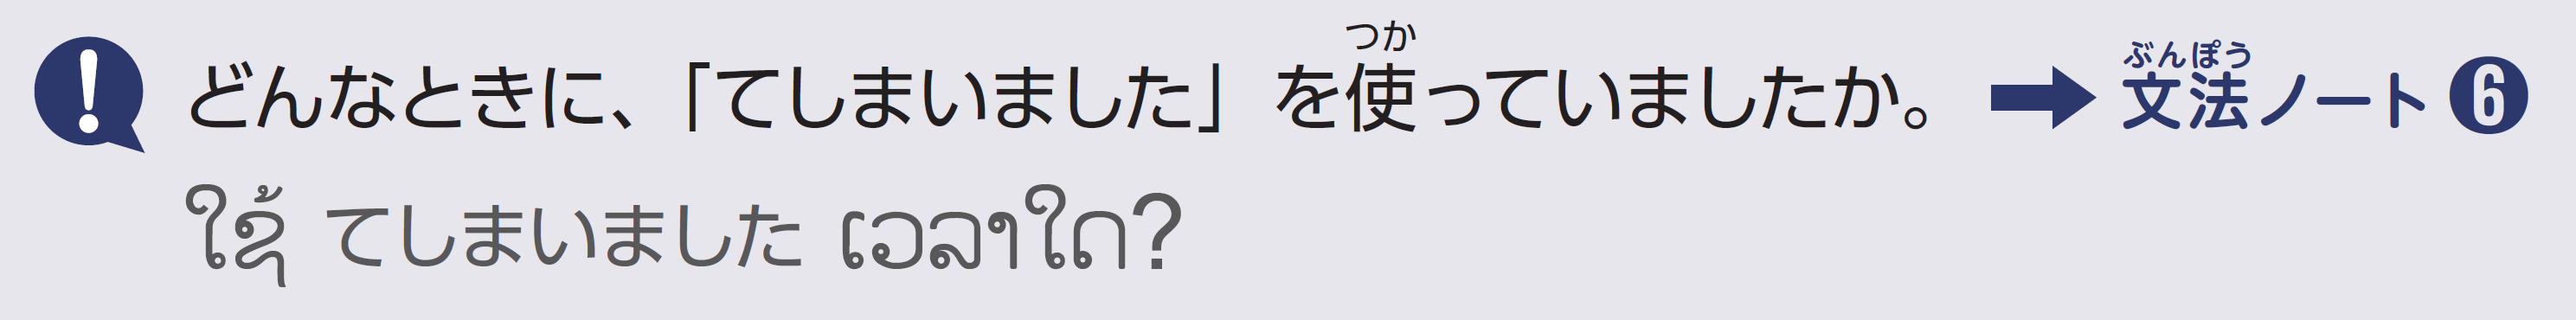 どんなときに、「てしまいました」を使っていましたか。 ➡ 文法ノート❻
つか
ぶんぽう
ໃຊ້ てしまいました ເວລາໃດ?